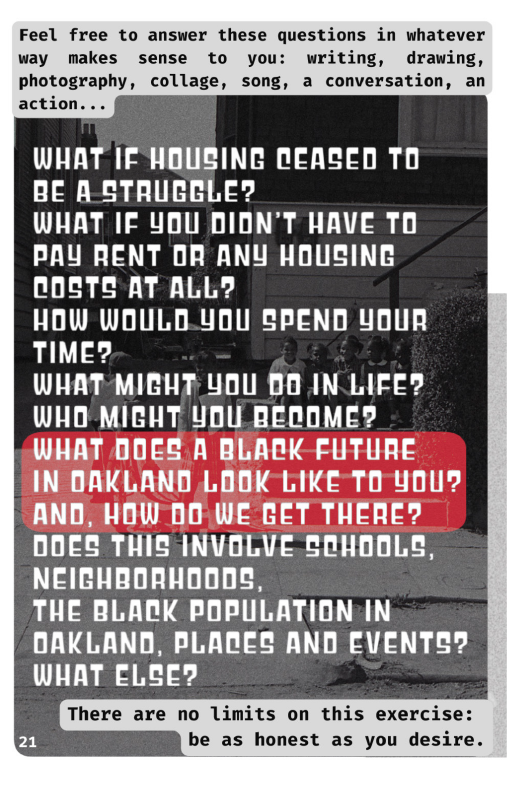 Feel free to answer these questions in whatever
way makes sense to you: writing, drawing,
photography, collage, song, a conversation, an
action...
WHAT IF HOUSING CEASED TO
BE A STRUGGLE?
WHAT IF YOU DIDN'T HAVE TO
PAY RENT OR ANY HOUSING
COSTS AT ALL?
HOW WOULD YOU SPEND YOUR
TIME?
WHAT MIGHT YOU DO IN LIFE?
WHO MIGHT YOU BECOME?
WHAT DOES A BLACK FUTURE
IN OAKLAND LOOK LIKE TO YOU?
AND, HOW DO WE GET THERE?
DOES THIS INVOLVE SCHOOLS,
NEIGHBORHOODS,
THE BLACK POPULATION IN
OAKLAND, PLACES AND EVENTS?
WHAT ELSE?
There are no limits on this exercise:
be as honest as you desire.
21